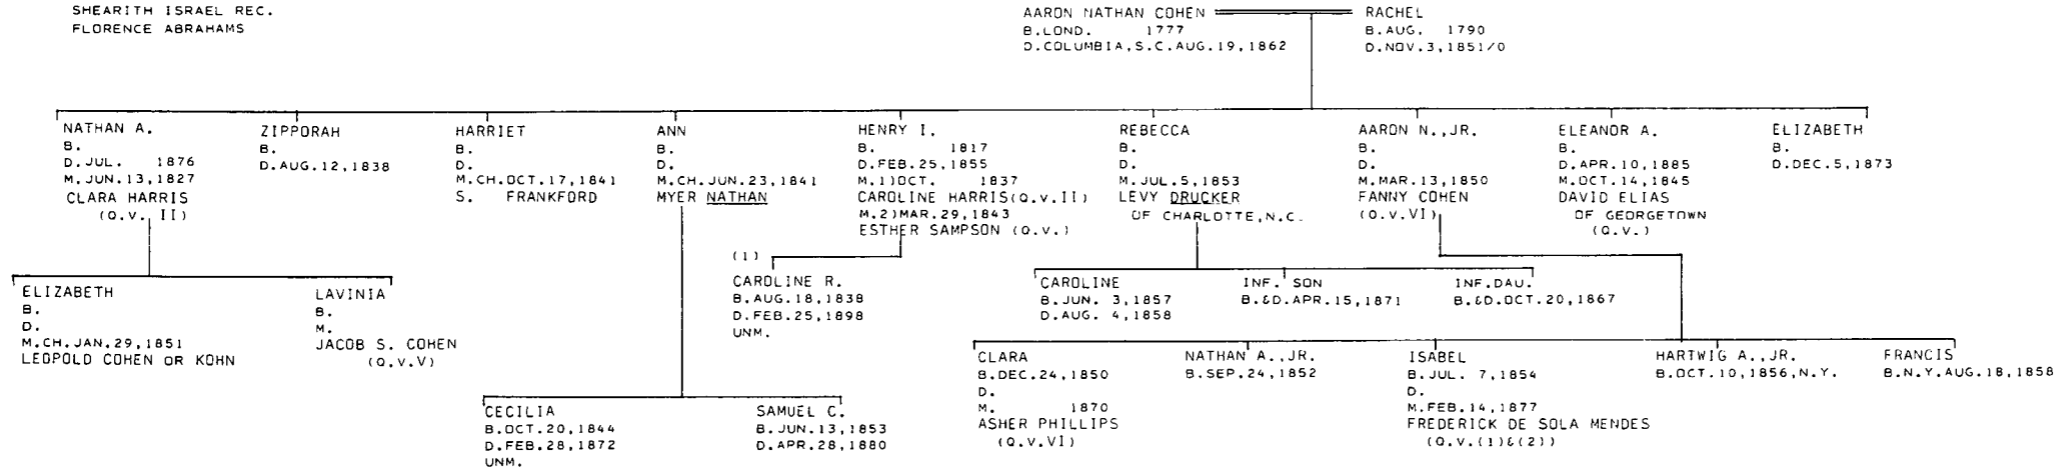 SHEARITH ISRAEL REC.
FLORENCE ABRAHAMS
AARON NATHAN COHEN
B.LOND. 1777
D.COLUMBIA,S.C.AUG.19,1862
RACHEL
B.AUG. 1790
D.NOV.3,1851/0
NATHAN A.
B.
D.JUL. 1876
M.JUN.13,1827
CLARA HARRIS
(Q.V. II)
ZIPPORAH
B.
D.AUG.12,1838
HARRIET
B.
D.
M.CH.OCT.17,1841
S. FRANKFORD
ANN
B.
D.
M.CH.JUN.23,1841
MYER NATHAN
HENRY I.
B. 1817
D.FEB.25,1855
M.1)OCT. 1837
CAROLINE HARRIS(Q.V.II)
M.2)MAR.29,1843
ESTHER SAMPSON (Q.V.)
REBECCA
B.
D.
M.JUL.5,1853
LEVY DRUCKER
OF CHARLOTTE,N.C.
AARON N.,JR.
B.
D.
M.MAR.13,1850
FANNY COHEN
(Q.V.VI)
ELEANOR A.
B.
D.APR.10,1885
M.OCT.14,1845
DAVID ELIAS
OF GEORGETOWN
(Q.V.)
ELIZABETH
B.
D.DEC.5,1873
ELIZABETH
B.
D.
M.CH.JAN.29,1851
LEOPOLD COHEN OR KOHN
LAVINIA
B.
M.
JACOB S. COHEN
(Q.V.V)
(1)
CAROLINE R.
B.AUG.18,1838
D.FEB.25,1898
UNM.
CAROLINE
B.JUN. 3,1857
D.AUG. 4,1858
INF. SON
B.&D.APR.15,1871
INF.DAU.
B.&D.OCT.20,1867
CECILIA
B.OCT.20,1844
D.FEB.28,1872
UNM.
SAMUEL C.
B.JUN.13,1853
D.APR.28,1880
CLARA
B.DEC.24,1850
D.
M. 1870
ASHER PHILLIPS
(Q.V.VI)
NATHAN A.,JR.
B.SEP.24,1852
ISABEL
B.JUL. 7,1854
D.
M.FEB.14,1877
FREDERICK DE SOLA MENDES
(Q.V.(1)&(2))
HARTWIG A.,JR.
B.OCT.10,1856,N.Y.
FRANCIS
B.N.Y.AUG.18,1858